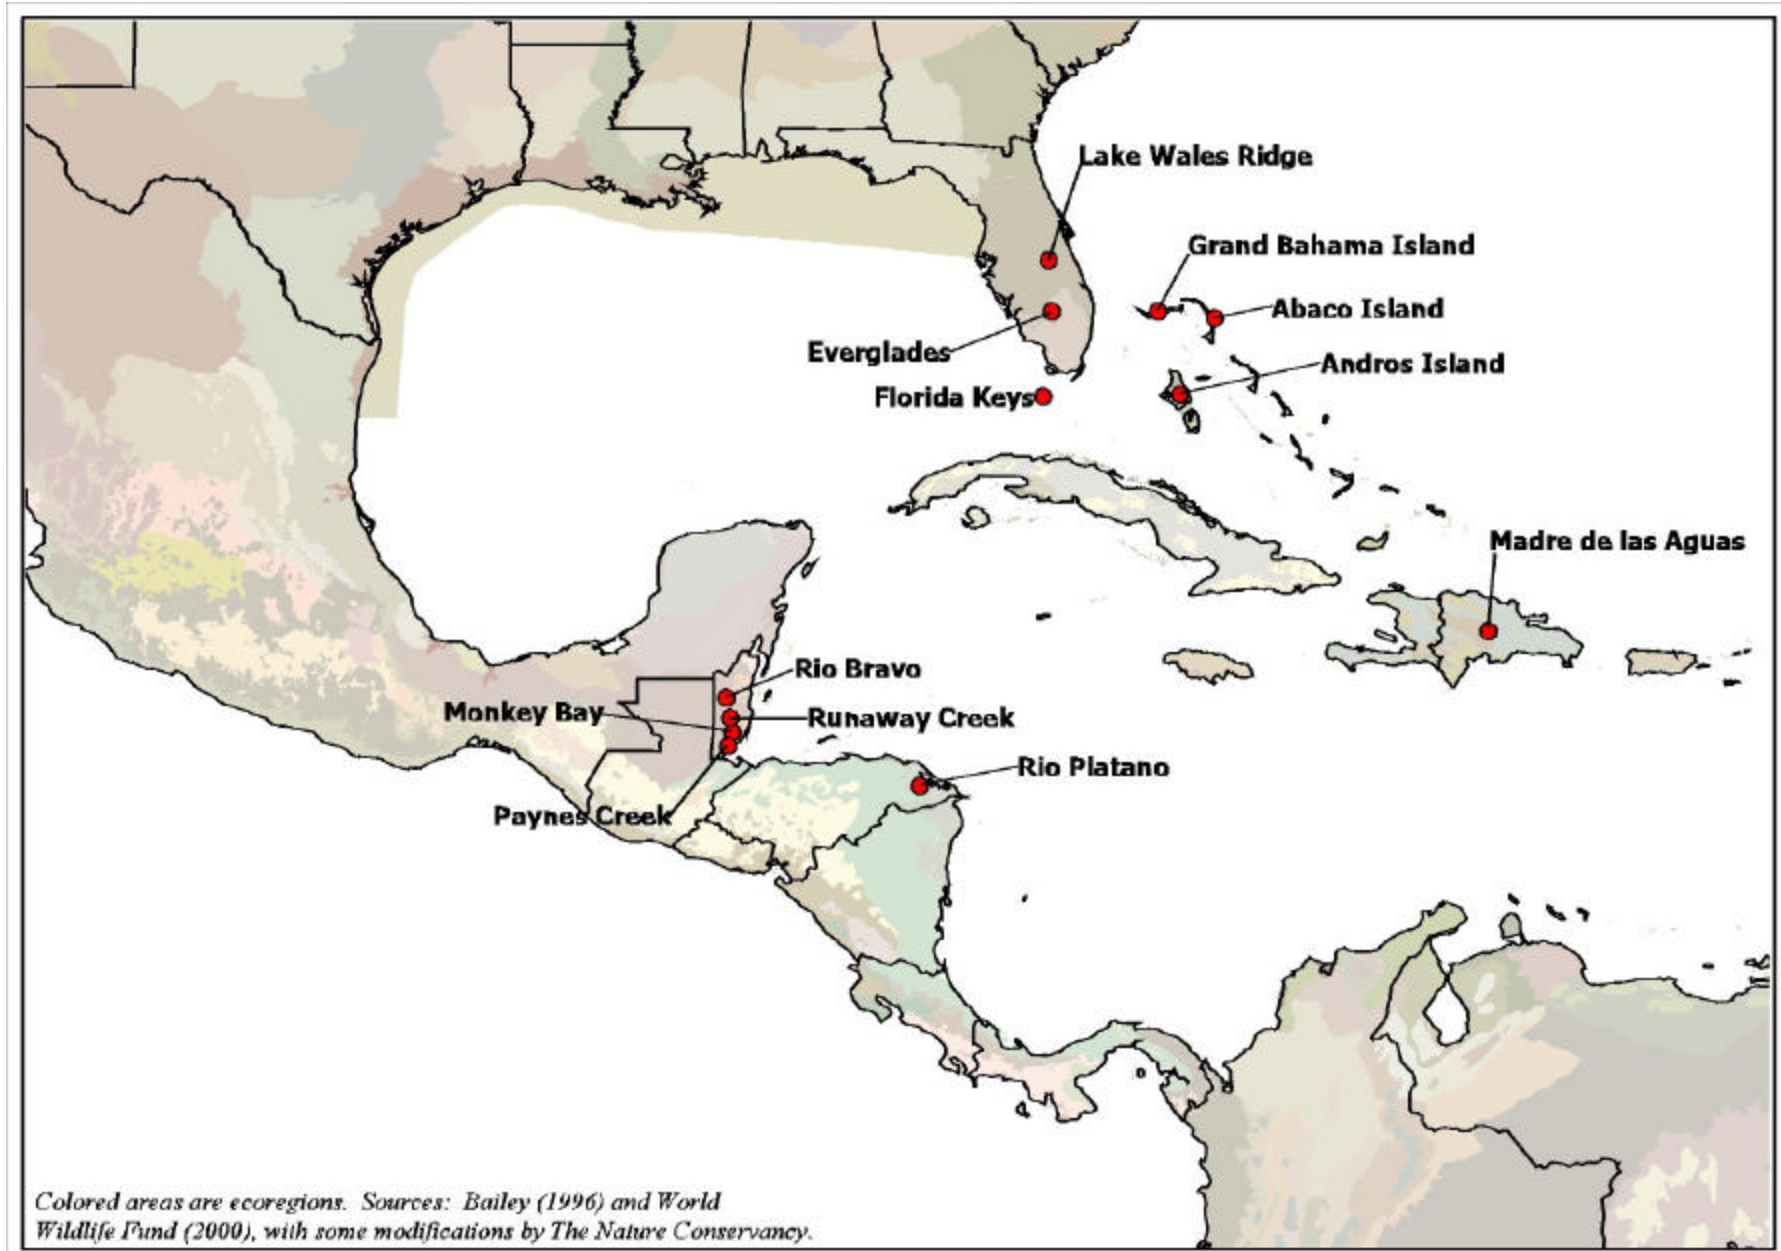 Lake Wales Ridge
Grand Bahama Island
Abaco Island
Everglades
Andros Island
Florida Keys
Madre de las Aguas
Rio Bravo
Monkey Bay
Runaway Creek
Rio Platano
Paynes Creek
Colored areas are ecoregions. Sources: Bailey (1996) and World
Wildlife Fund (2000), with some modifications by The Nature Conservancy.